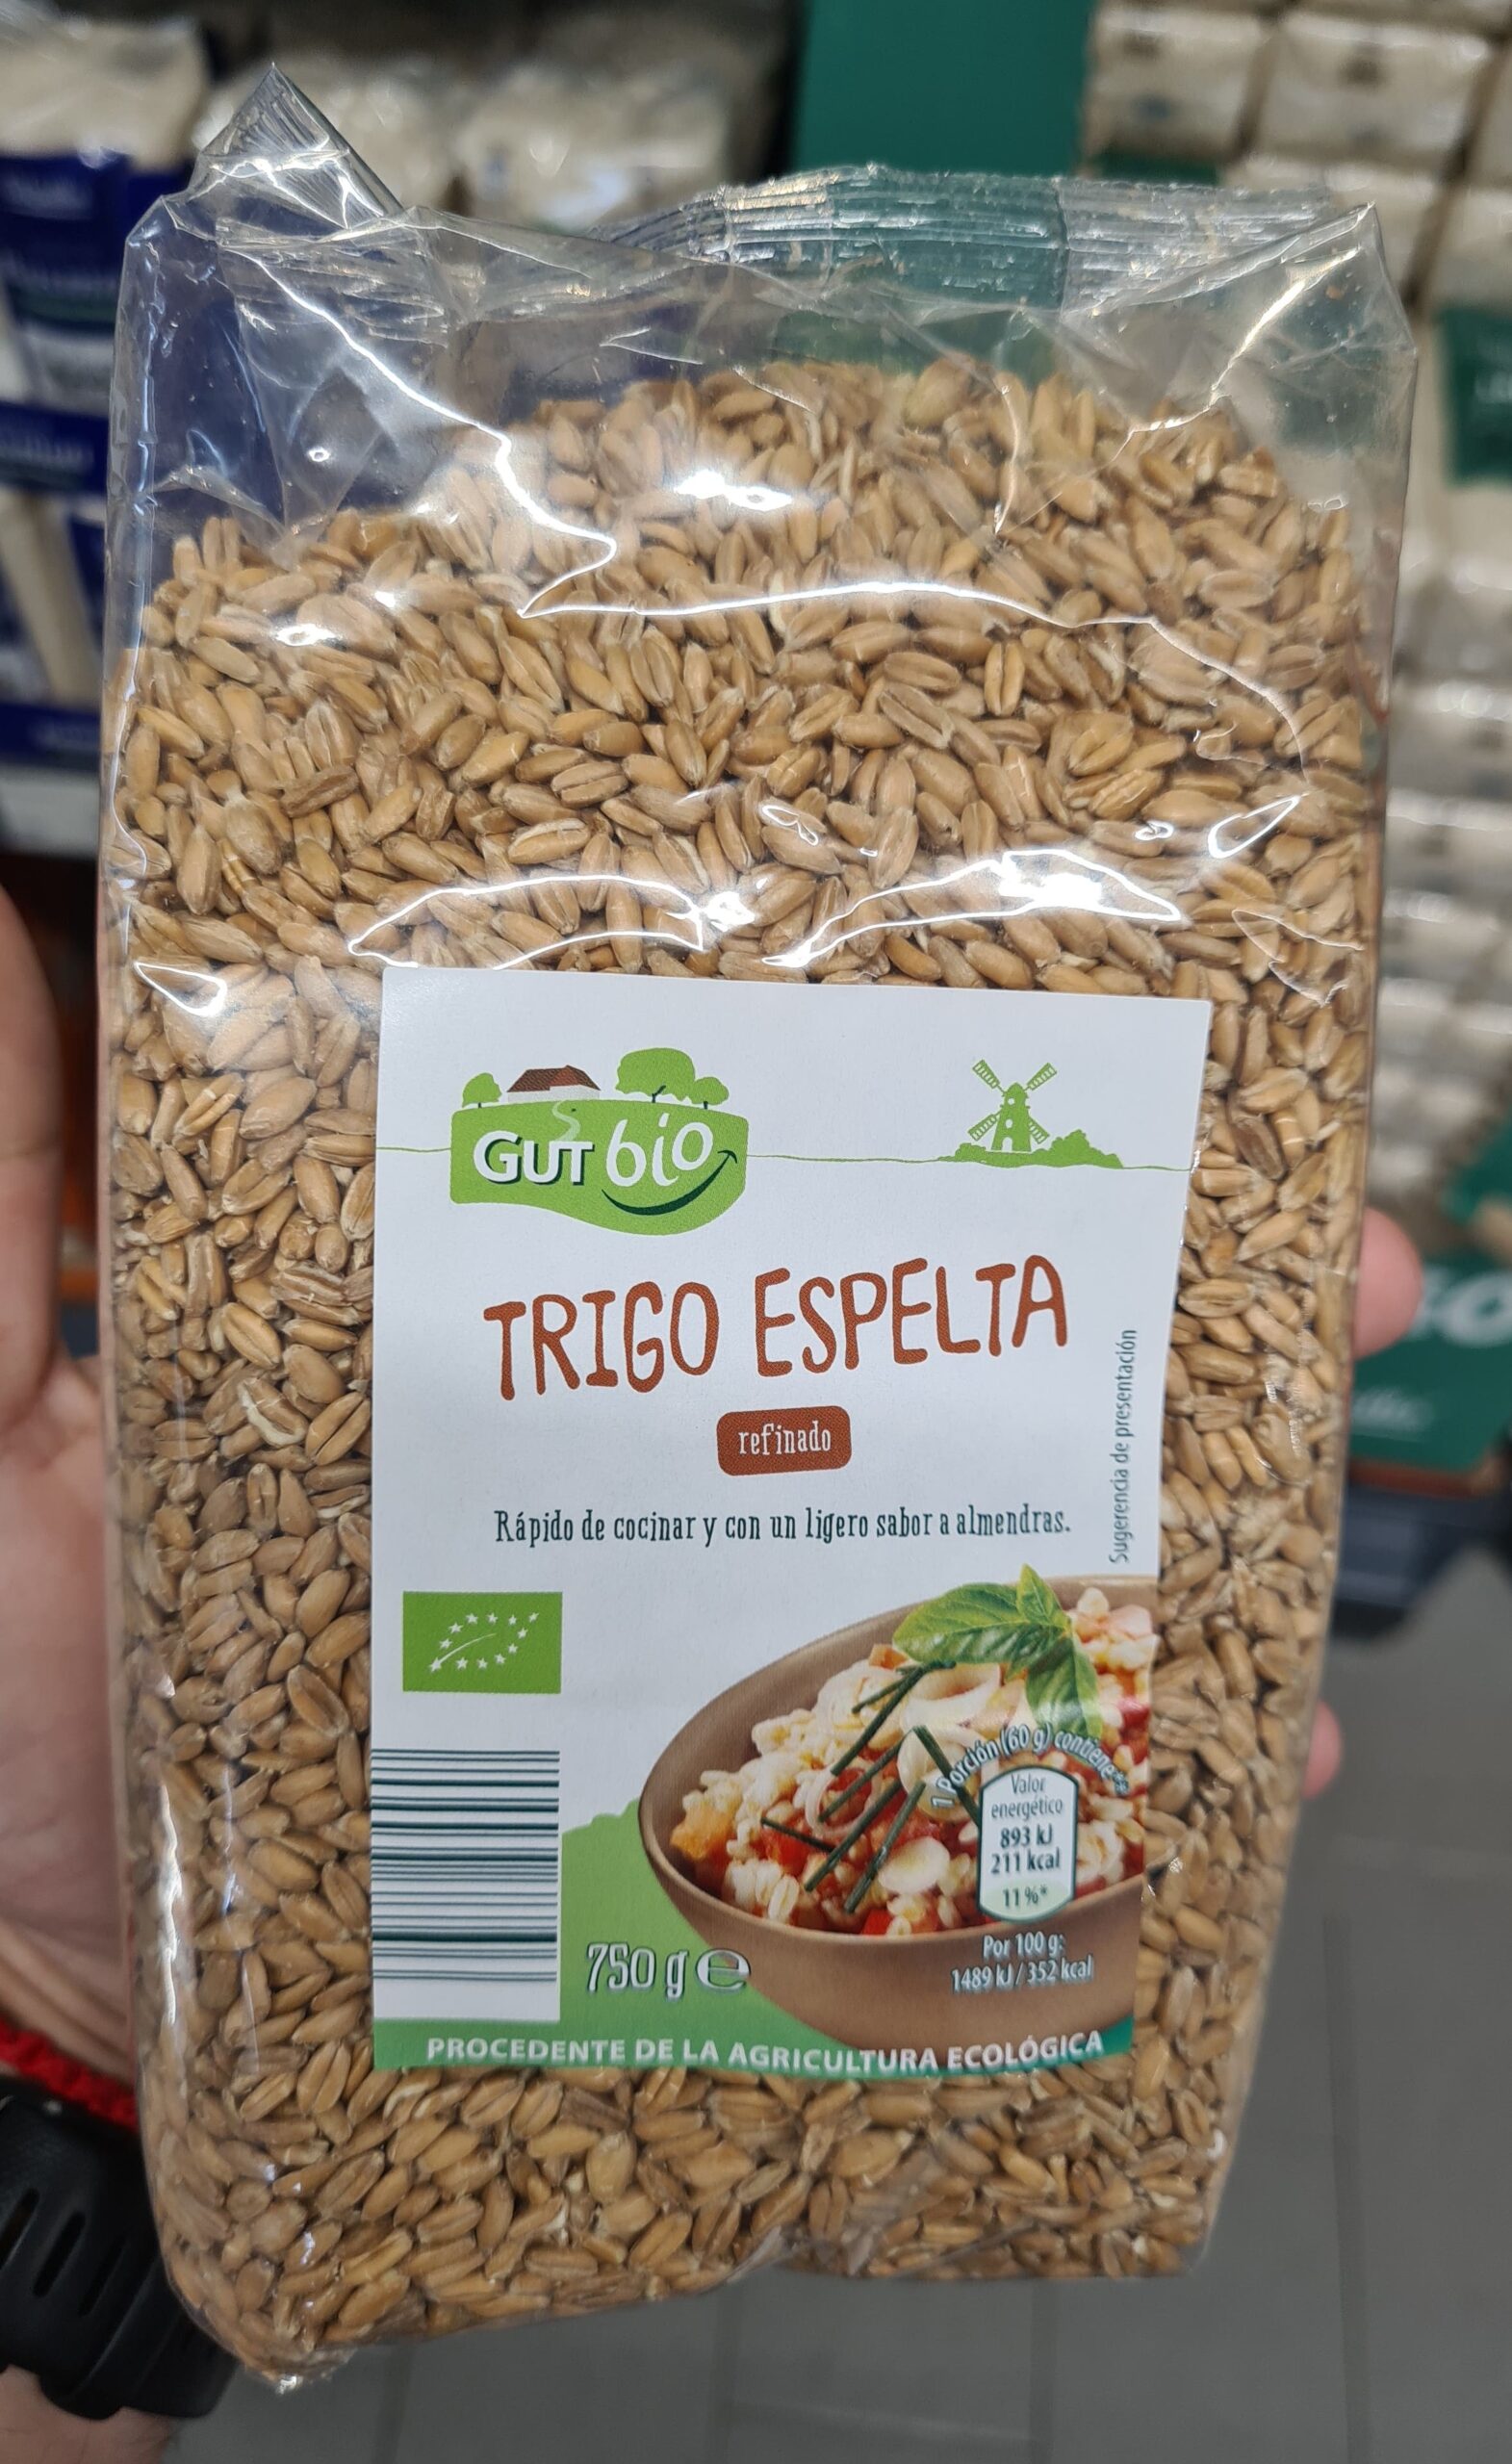 GUT bio
TRIGO ESPELTA
refinado
Rápido de cocinar y con un ligero sabor a almendras.
Sugerencia de presentación
1 Porción (60 g) contiene**
Valor
energético
893 kJ
211 kcal
11 %*
Por 100 g:
1489 kJ / 352 kcal
750 g e
PROCEDENTE DE LA AGRICULTURA ECOLÓGICA